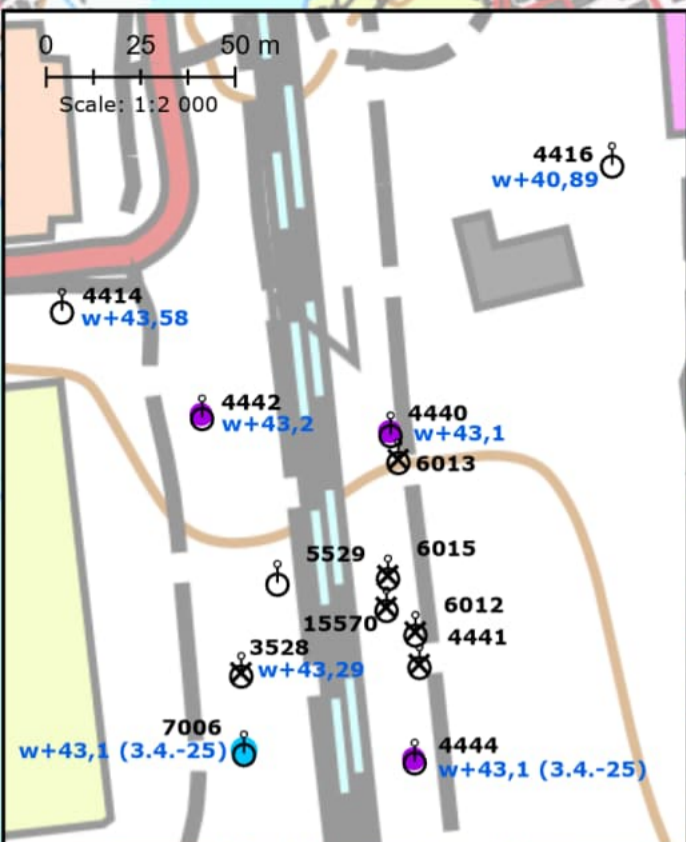 0 25 50 m
Scale: 1:2 000
4416
w+40,89
4414
w+43,58
4442
w+43,2
4440
w+43,1
6013
6015
5529
6012
15570
4441
3528
w+43,29
7006
w+43,1 (3.4.-25)
4444
w+43,1 (3.4.-25)